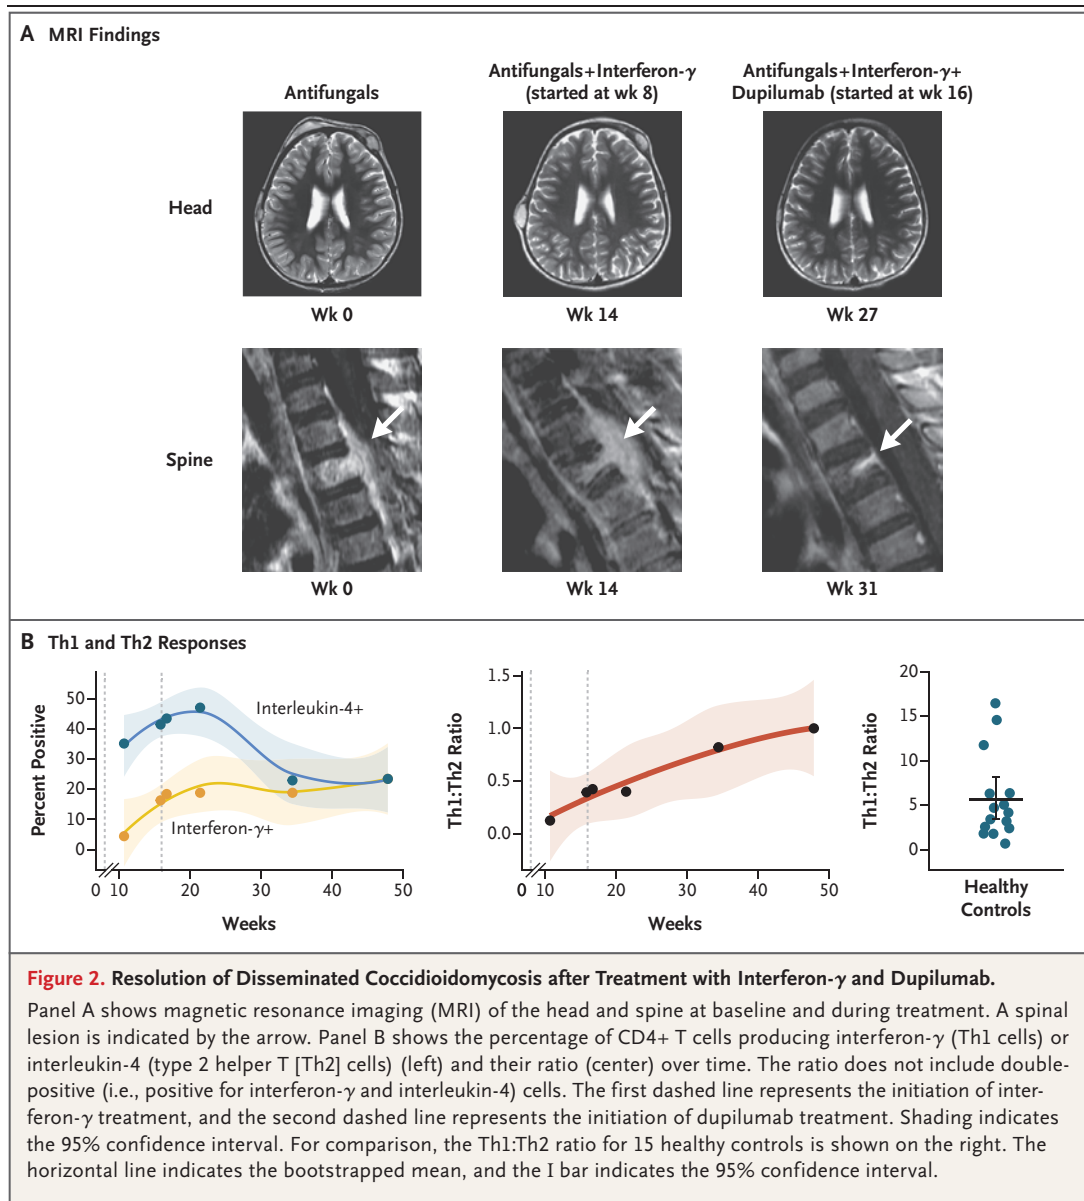 A MRI Findings
Antifungals
Antifungals+Interferon-γ
(started at wk 8)
Antifungals+Interferon-γ+
Dupilumab (started at wk 16)
Head
Wk 0
Wk 14
Wk 27
Spine
Wk 0
Wk 14
Wk 31
B Th1 and Th2 Responses
Percent Positive
50
40
30
20
10
0
Interleukin-4+
Interferon-γ+
0 10 20 30 40 50
Weeks
Th1:Th2 Ratio
1.5
1.0
0.5
0.0
0 10 20 30 40 50
Weeks
Th1:Th2 Ratio
20
15
10
5
0
Healthy
Controls
Figure 2. Resolution of Disseminated Coccidioidomycosis after Treatment with Interferon-γ and Dupilumab.
Panel A shows magnetic resonance imaging (MRI) of the head and spine at baseline and during treatment. A spinal
lesion is indicated by the arrow. Panel B shows the percentage of CD4+ T cells producing interferon-γ (Th1 cells) or
interleukin-4 (type 2 helper T [Th2] cells) (left) and their ratio (center) over time. The ratio does not include double-
positive (i.e., positive for interferon-γ and interleukin-4) cells. The first dashed line represents the initiation of inter-
feron-γ treatment, and the second dashed line represents the initiation of dupilumab treatment. Shading indicates
the 95% confidence interval. For comparison, the Th1:Th2 ratio for 15 healthy controls is shown on the right. The
horizontal line indicates the bootstrapped mean, and the I bar indicates the 95% confidence interval.